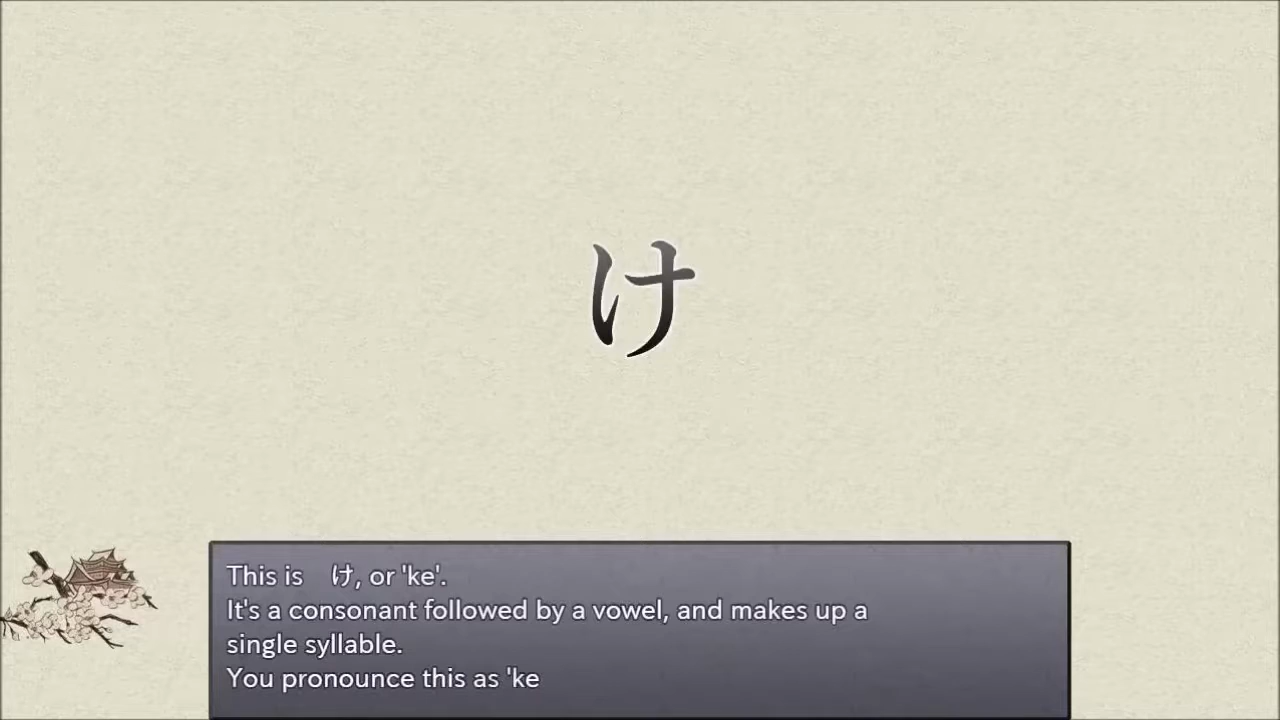 け
This is　け, or 'ke'.
It's a consonant followed by a vowel, and makes up a
single syllable.
You pronounce this as 'ke